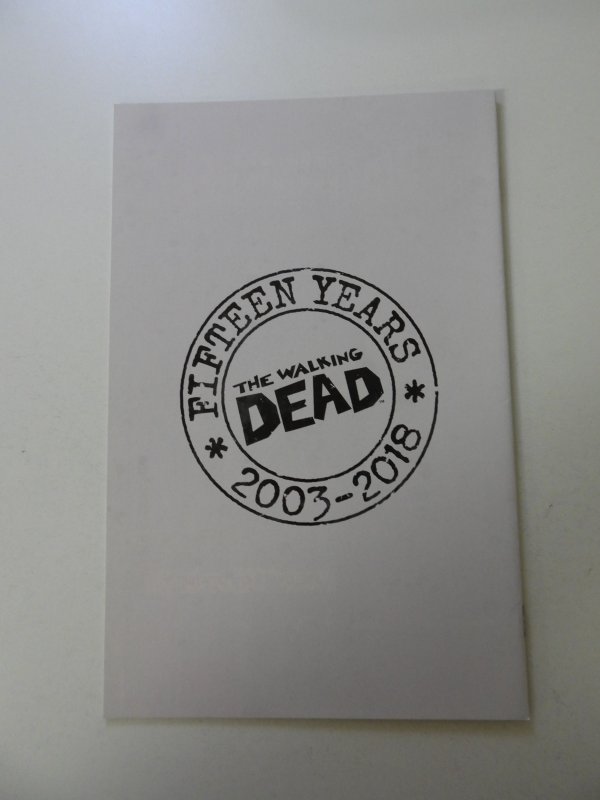 FIFTEEN YEARS
THE WALKING
DEAD
* 2003-2018 *